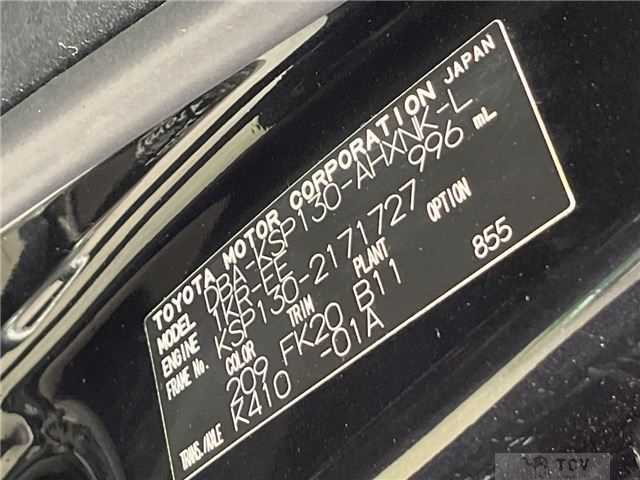 TOYOTA MOTOR CORPORATION JAPAN
MODEL DBA-KSP130-AHXNK-L
ENGINE 1KR-FE 996 mL
FRAME No. KSP130-2171727
COLOR TRIM PLANT OPTION
209 FK20 B11 855
TRANS./AXLE K410 -01A
TCV